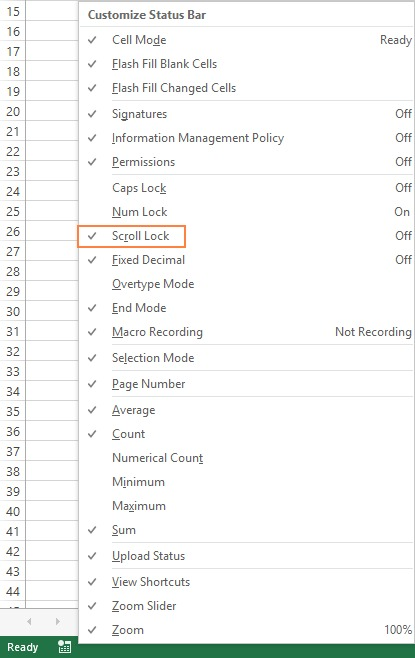 Customize Status Bar
Cell Mode Ready
Flash Fill Blank Cells
Flash Fill Changed Cells
Signatures Off
Information Management Policy Off
Permissions Off
Caps Lock Off
Num Lock On
Scroll Lock Off
Fixed Decimal Off
Overtype Mode
End Mode
Macro Recording Not Recording
Selection Mode
Page Number
Average
Count
Numerical Count
Minimum
Maximum
Sum
Upload Status
View Shortcuts
Zoom Slider
Zoom 100%
15
16
17
18
19
20
21
22
23
24
25
26
27
28
29
30
31
32
33
34
35
36
37
38
39
40
41
42
43
44
Ready